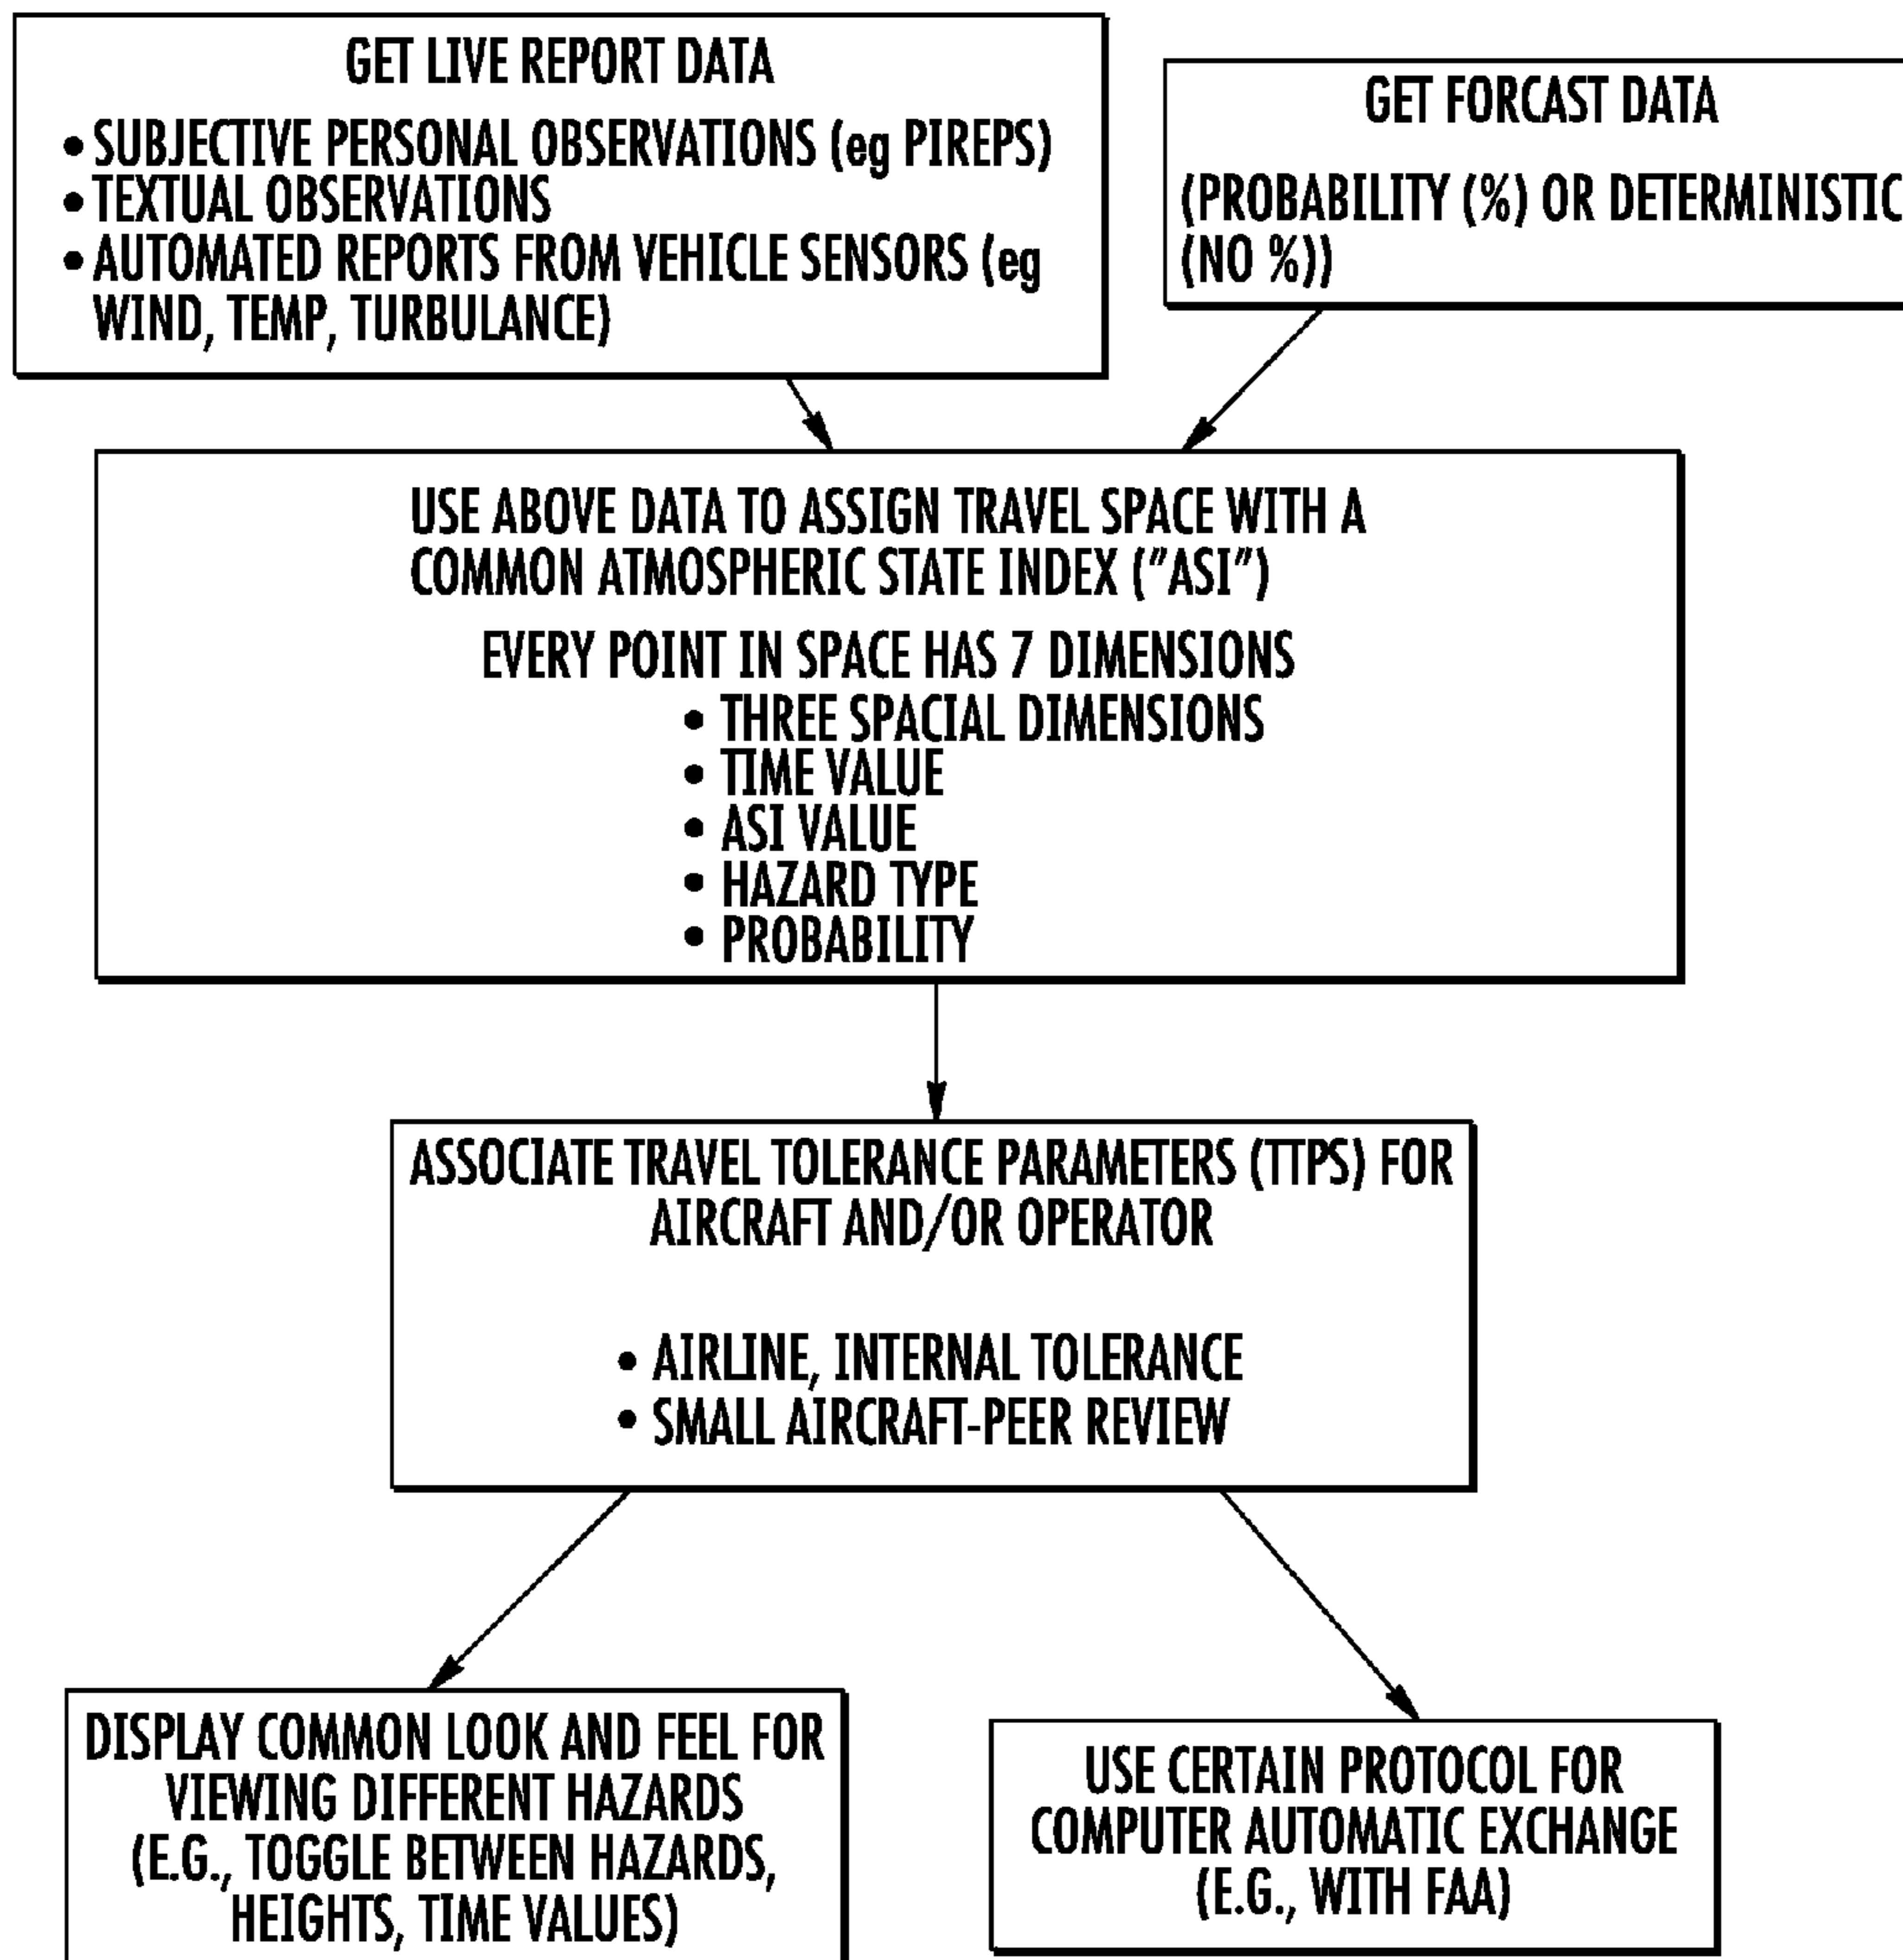 GET LIVE REPORT DATA
• SUBJECTIVE PERSONAL OBSERVATIONS (eg PIREPS)
• TEXTUAL OBSERVATIONS
• AUTOMATED REPORTS FROM VEHICLE SENSORS (eg
WIND, TEMP, TURBULANCE)
GET FORCAST DATA
(PROBABILITY (%) OR DETERMINISTIC
(NO %))
USE ABOVE DATA TO ASSIGN TRAVEL SPACE WITH A
COMMON ATMOSPHERIC STATE INDEX ("ASI")
EVERY POINT IN SPACE HAS 7 DIMENSIONS
• THREE SPACIAL DIMENSIONS
• TIME VALUE
• ASI VALUE
• HAZARD TYPE
• PROBABILITY
ASSOCIATE TRAVEL TOLERANCE PARAMETERS (TTP'S) FOR
AIRCRAFT AND/OR OPERATOR
• AIRLINE, INTERNAL TOLERANCE
• SMALL AIRCRAFT-PEER REVIEW
DISPLAY COMMON LOOK AND FEEL FOR
VIEWING DIFFERENT HAZARDS
(E.G., TOGGLE BETWEEN HAZARDS,
HEIGHTS, TIME VALUES)
USE CERTAIN PROTOCOL FOR
COMPUTER AUTOMATIC EXCHANGE
(E.G., WITH FAA)